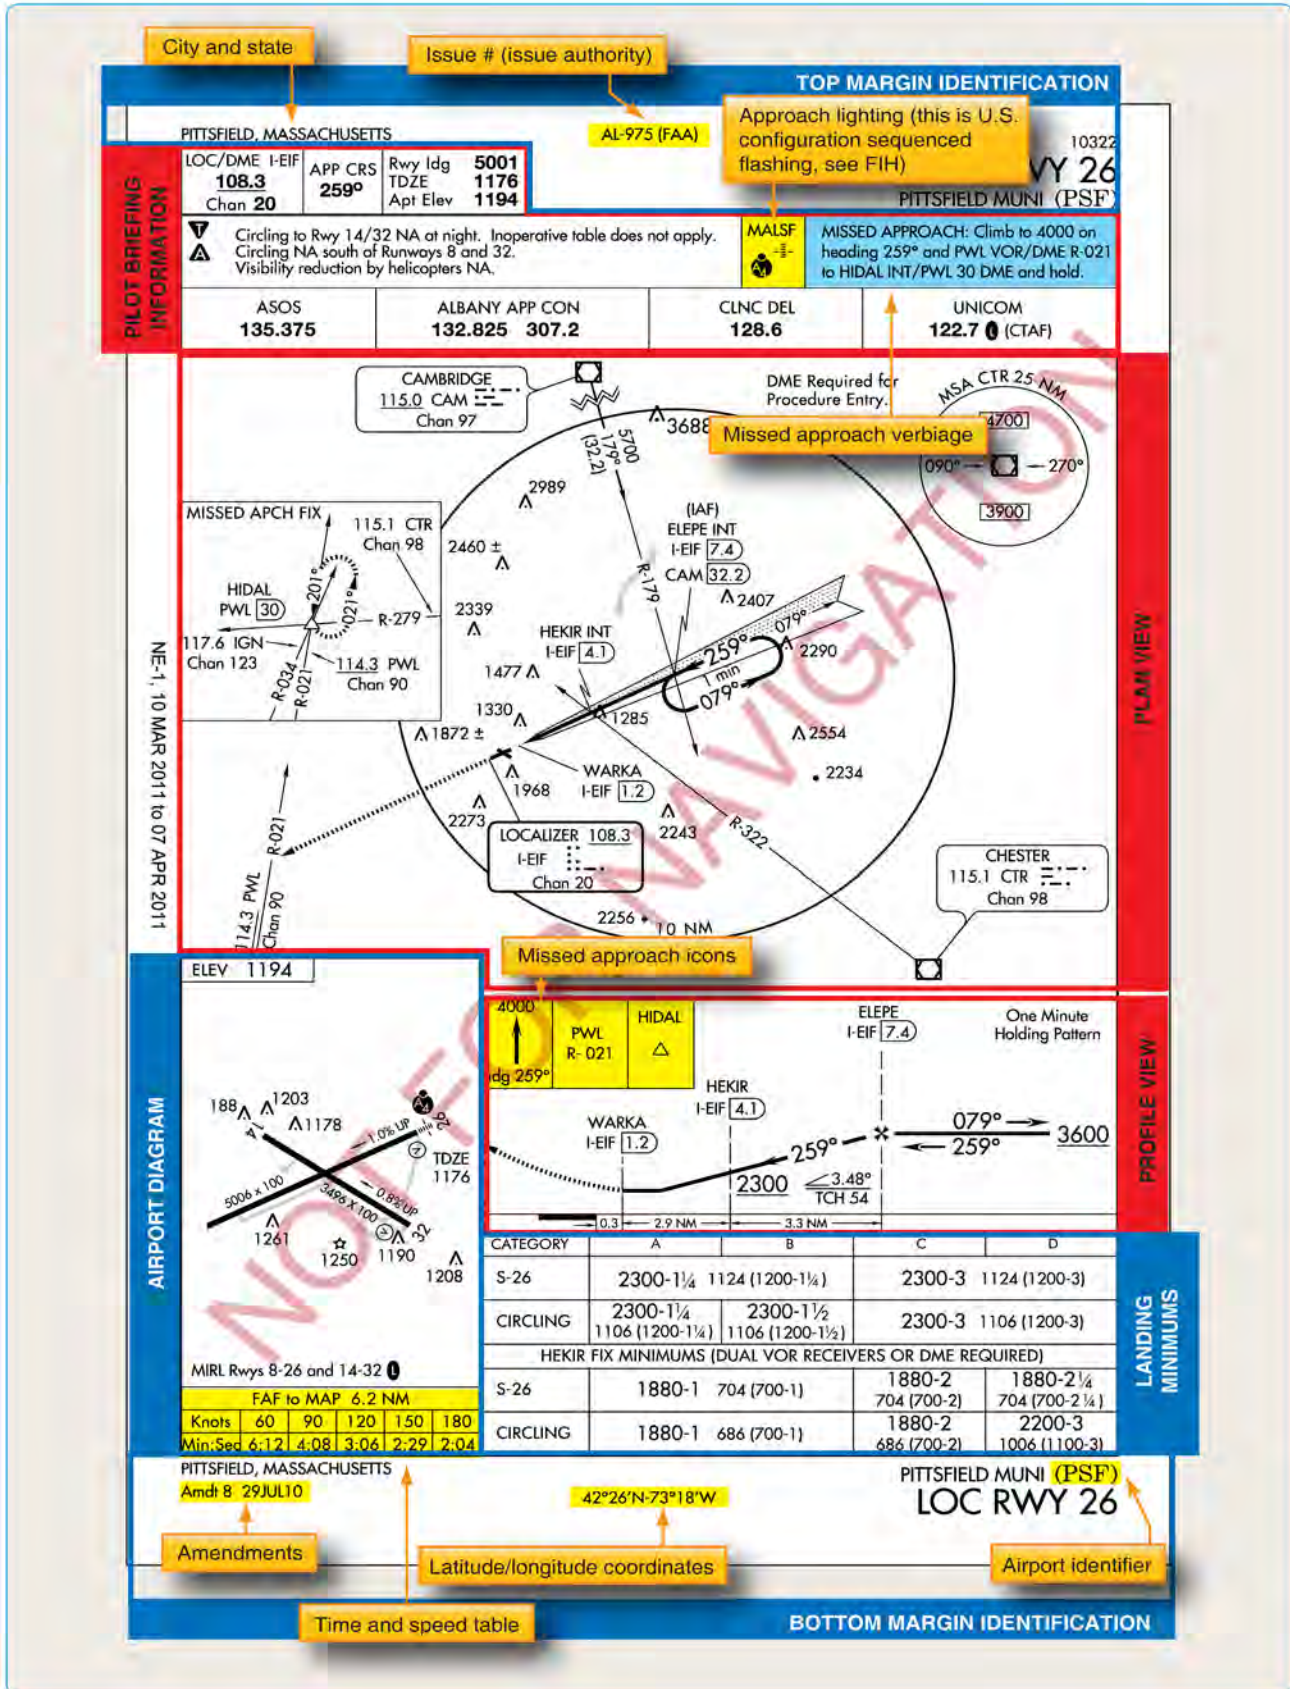 City and state
Issue # (issue authority)
TOP MARGIN IDENTIFICATION
PITTSFIELD, MASSACHUSETTS
AL-975 (FAA)
Approach lighting (this is U.S.
configuration sequenced
flashing, see FIH)
10322
WY 26
PITTSFIELD MUNI (PSF)
PILOT BRIEFING
INFORMATION
LOC/DME I-EIF
108.3
Chan 20
APP CRS
259°
Rwy ldg 5001
TDZE 1176
Apt Elev 1194
T
A
Circling to Rwy 14/32 NA at night. Inoperative table does not apply.
Circling NA south of Runways 8 and 32.
Visibility reduction by helicopters NA.
MALSF
A4
MISSED APPROACH: Climb to 4000 on
heading 259° and PWL VOR/DME R-021
to HIDAL INT/PWL 30 DME and hold.
ASOS
135.375
ALBANY APP CON
132.825 307.2
CLNC DEL
128.6
UNICOM
122.7 L (CTAF)
PLAN VIEW
CAMBRIDGE
115.0 CAM
Chan 97
DME Required for
Procedure Entry.
Missed approach verbiage
MSA CTR 25 NM
4700
090°
270°
3900
3688
5700
179°
(32.2)
2989
2460 ±
2339
1477
1330
1872 ±
(IAF)
ELEPE INT
I-EIF 7.4
CAM 32.2
R-179
2407
079°
2290
259°
1 min
079°
HEKIR INT
I-EIF 4.1
1285
2554
2234
WARKA
I-EIF 1.2
1968
2273
2243
R-322
LOCALIZER 108.3
I-EIF
Chan 20
2256
10 NM
CHESTER
115.1 CTR
Chan 98
MISSED APCH FIX
115.1 CTR
Chan 98
HIDAL
PWL 30
201°
021°
R-279
117.6 IGN
Chan 123
114.3 PWL
Chan 90
R-034
R-021
R-021
114.3 PWL
Chan 90
NE-1, 10 MAR 2011 to 07 APR 2011
NOT FOR NAVIGATION
Missed approach icons
AIRPORT DIAGRAM
ELEV 1194
188
1203
1178
14
A4
26
1.0% UP
V
TDZE
1176
5006 x 100
3496 X 100
0.8% UP
V
32
1261
1250
1190
1208
MIRL Rwys 8-26 and 14-32 L
FAF to MAP 6.2 NM
Knots 60 90 120 150 180
Min:Sec 6:12 4:08 3:06 2:29 2:04
PROFILE VIEW
4000
hdg 259°
PWL
R-021
HIDAL
ELEPE
I-EIF 7.4
One Minute
Holding Pattern
HEKIR
I-EIF 4.1
WARKA
I-EIF 1.2
079°
259°
3600
259°
2300
3.48°
TCH 54
0.3
2.9 NM
3.3 NM
LANDING
MINIMUMS
CATEGORY A B C D
S-26 2300-1¼ 1124 (1200-1¼) 2300-3 1124 (1200-3)
CIRCLING 2300-1¼ 1106 (1200-1¼) 2300-1½ 1106 (1200-1½) 2300-3 1106 (1200-3)
HEKIR FIX MINIMUMS (DUAL VOR RECEIVERS OR DME REQUIRED)
S-26 1880-1 704 (700-1) 1880-2 704 (700-2) 1880-2¼ 704 (700-2¼)
CIRCLING 1880-1 686 (700-1) 1880-2 686 (700-2) 2200-3 1006 (1100-3)
PITTSFIELD, MASSACHUSETTS
Amdt 8 29JUL10
42°26'N-73°18'W
PITTSFIELD MUNI (PSF)
LOC RWY 26
Amendments
Latitude/longitude coordinates
Airport identifier
Time and speed table
BOTTOM MARGIN IDENTIFICATION